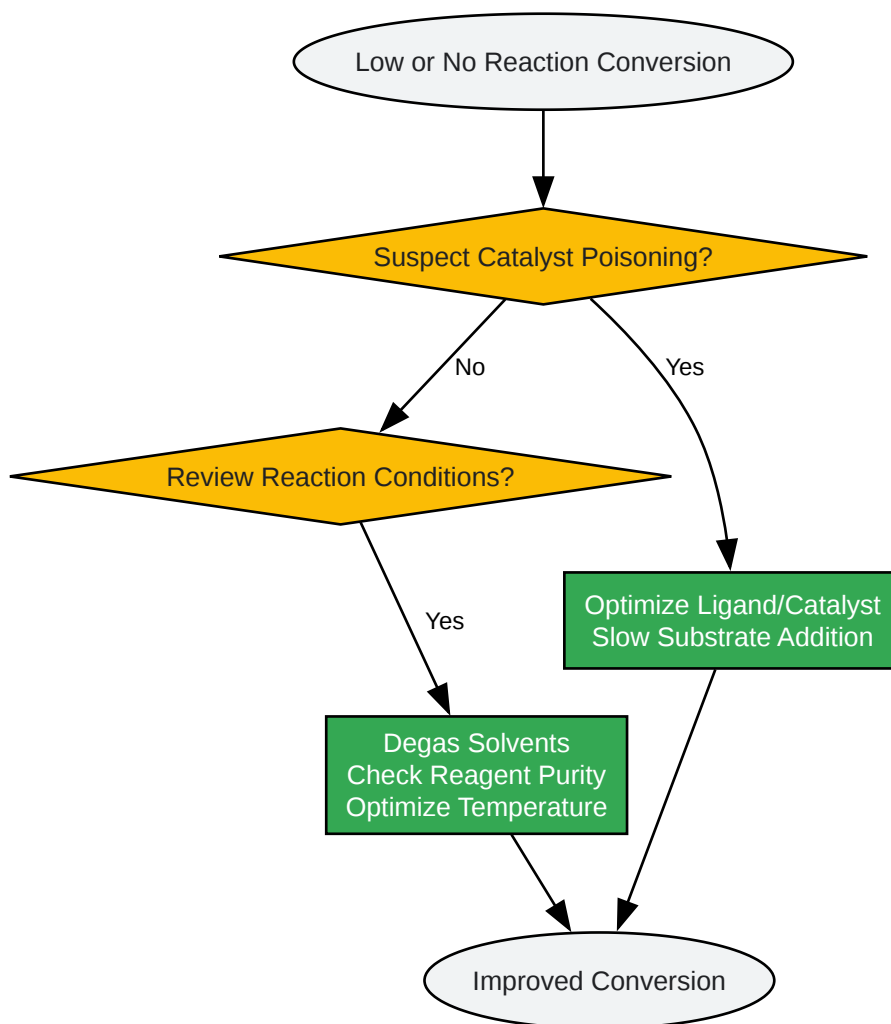 Low or No Reaction Conversion
Suspect Catalyst Poisoning?
No
Yes
Review Reaction Conditions?
Optimize Ligand/Catalyst
Slow Substrate Addition
Yes
Degas Solvents
Check Reagent Purity
Optimize Temperature
Improved Conversion